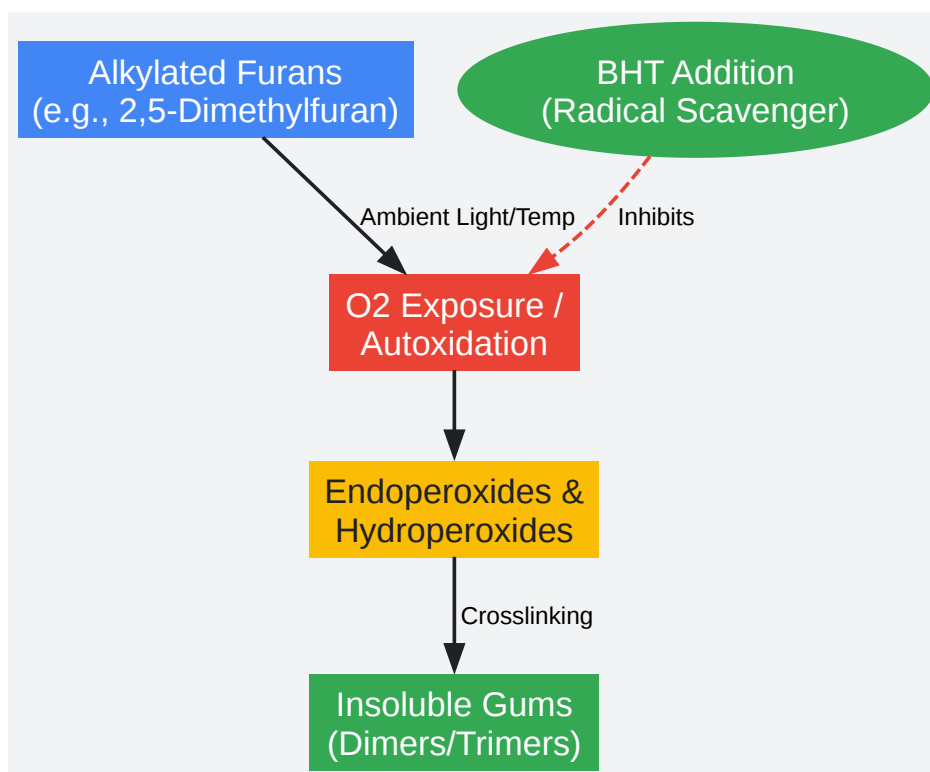 Alkylated Furans
(e.g., 2,5-Dimethylfuran)
BHT Addition
(Radical Scavenger)
Ambient Light/Temp
Inhibits
O2 Exposure /
Autoxidation
Endoperoxides &
Hydroperoxides
Crosslinking
Insoluble Gums
(Dimers/Trimers)